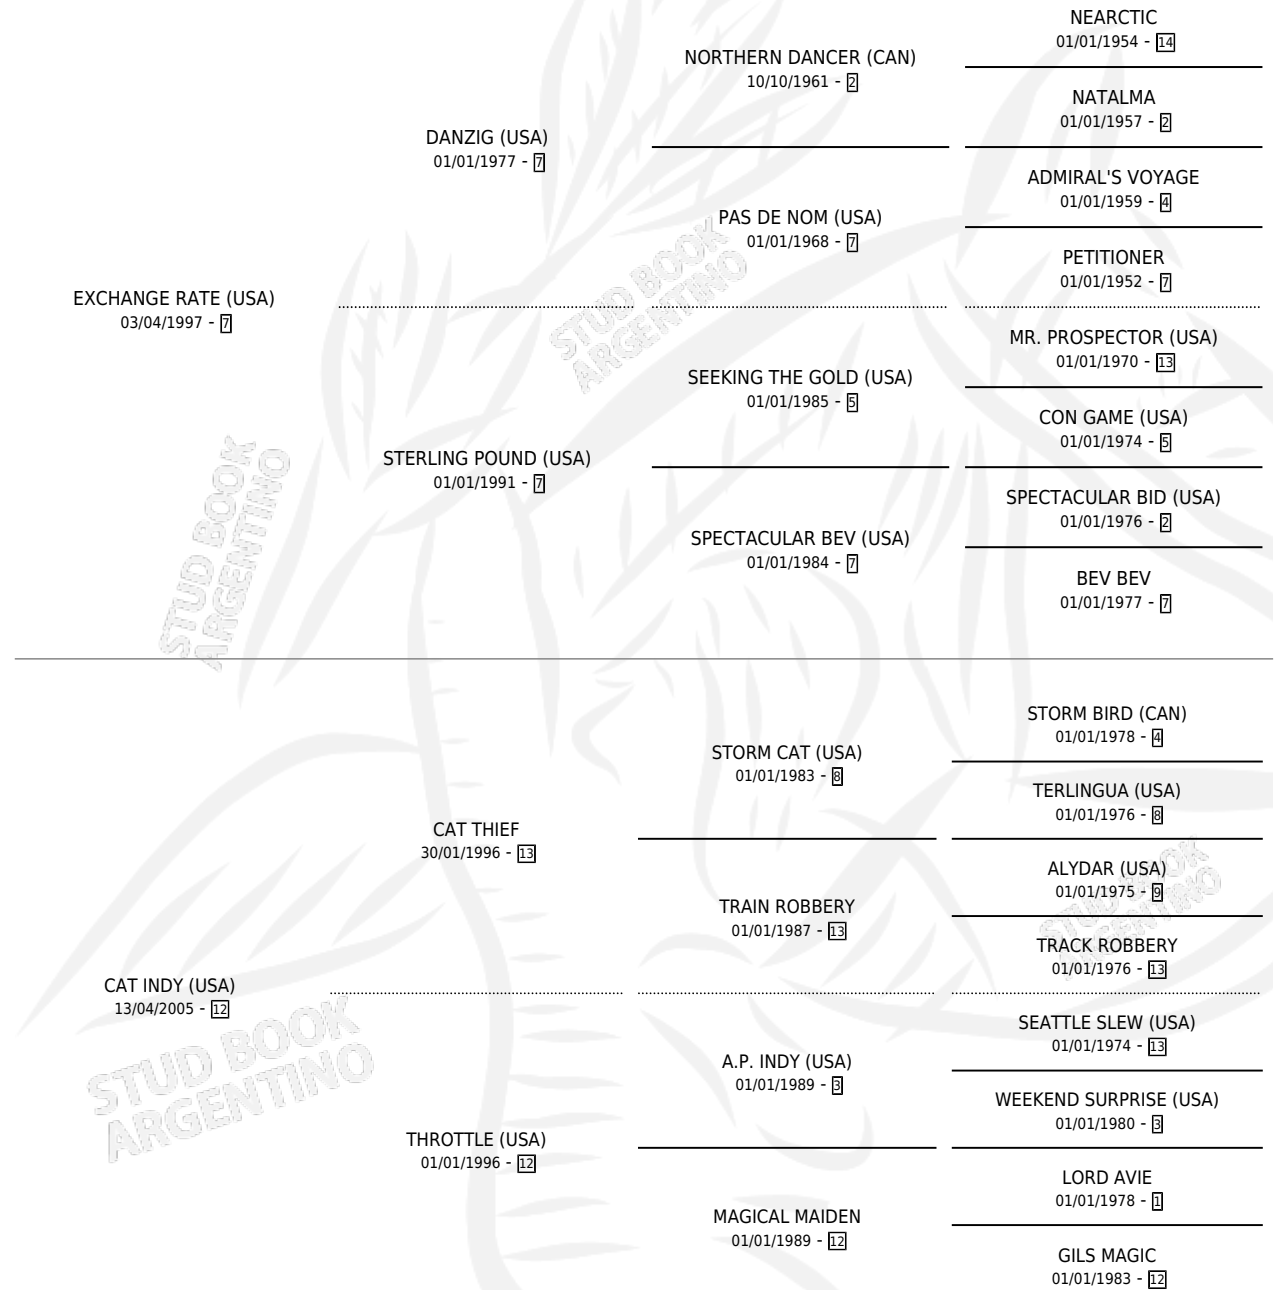 NEARCTIC
01/01/1954 - 14
NORTHERN DANCER (CAN)
10/10/1961 - 2
NATALMA
01/01/1957 - 2
DANZIG (USA)
01/01/1977 - 7
ADMIRAL'S VOYAGE
01/01/1959 - 4
PAS DE NOM (USA)
01/01/1968 - 7
PETITIONER
01/01/1952 - 7
EXCHANGE RATE (USA)
03/04/1997 - 7
STUD BOOK
ARGENTINO
MR. PROSPECTOR (USA)
01/01/1970 - 13
SEEKING THE GOLD (USA)
01/01/1985 - 5
CON GAME (USA)
01/01/1974 - 5
STERLING POUND (USA)
01/01/1991 - 7
SPECTACULAR BID (USA)
01/01/1976 - 2
SPECTACULAR BEV (USA)
01/01/1984 - 7
BEV BEV
01/01/1977 - 7
STUD BOOK
ARGENTINO
STORM BIRD (CAN)
01/01/1978 - 4
STORM CAT (USA)
01/01/1983 - 8
TERLINGUA (USA)
01/01/1976 - 8
CAT THIEF
30/01/1996 - 13
ALYDAR (USA)
01/01/1975 - 9
TRAIN ROBBERY
01/01/1987 - 13
STUD BOOK
ARGENTINO
TRACK ROBBERY
01/01/1976 - 13
CAT INDY (USA)
13/04/2005 - 12
STUD BOOK
ARGENTINO
SEATTLE SLEW (USA)
01/01/1974 - 13
A.P. INDY (USA)
01/01/1989 - 3
WEEKEND SURPRISE (USA)
01/01/1980 - 3
THROTTLE (USA)
01/01/1996 - 12
LORD AVIE
01/01/1978 - 1
MAGICAL MAIDEN
01/01/1989 - 12
GILS MAGIC
01/01/1983 - 12